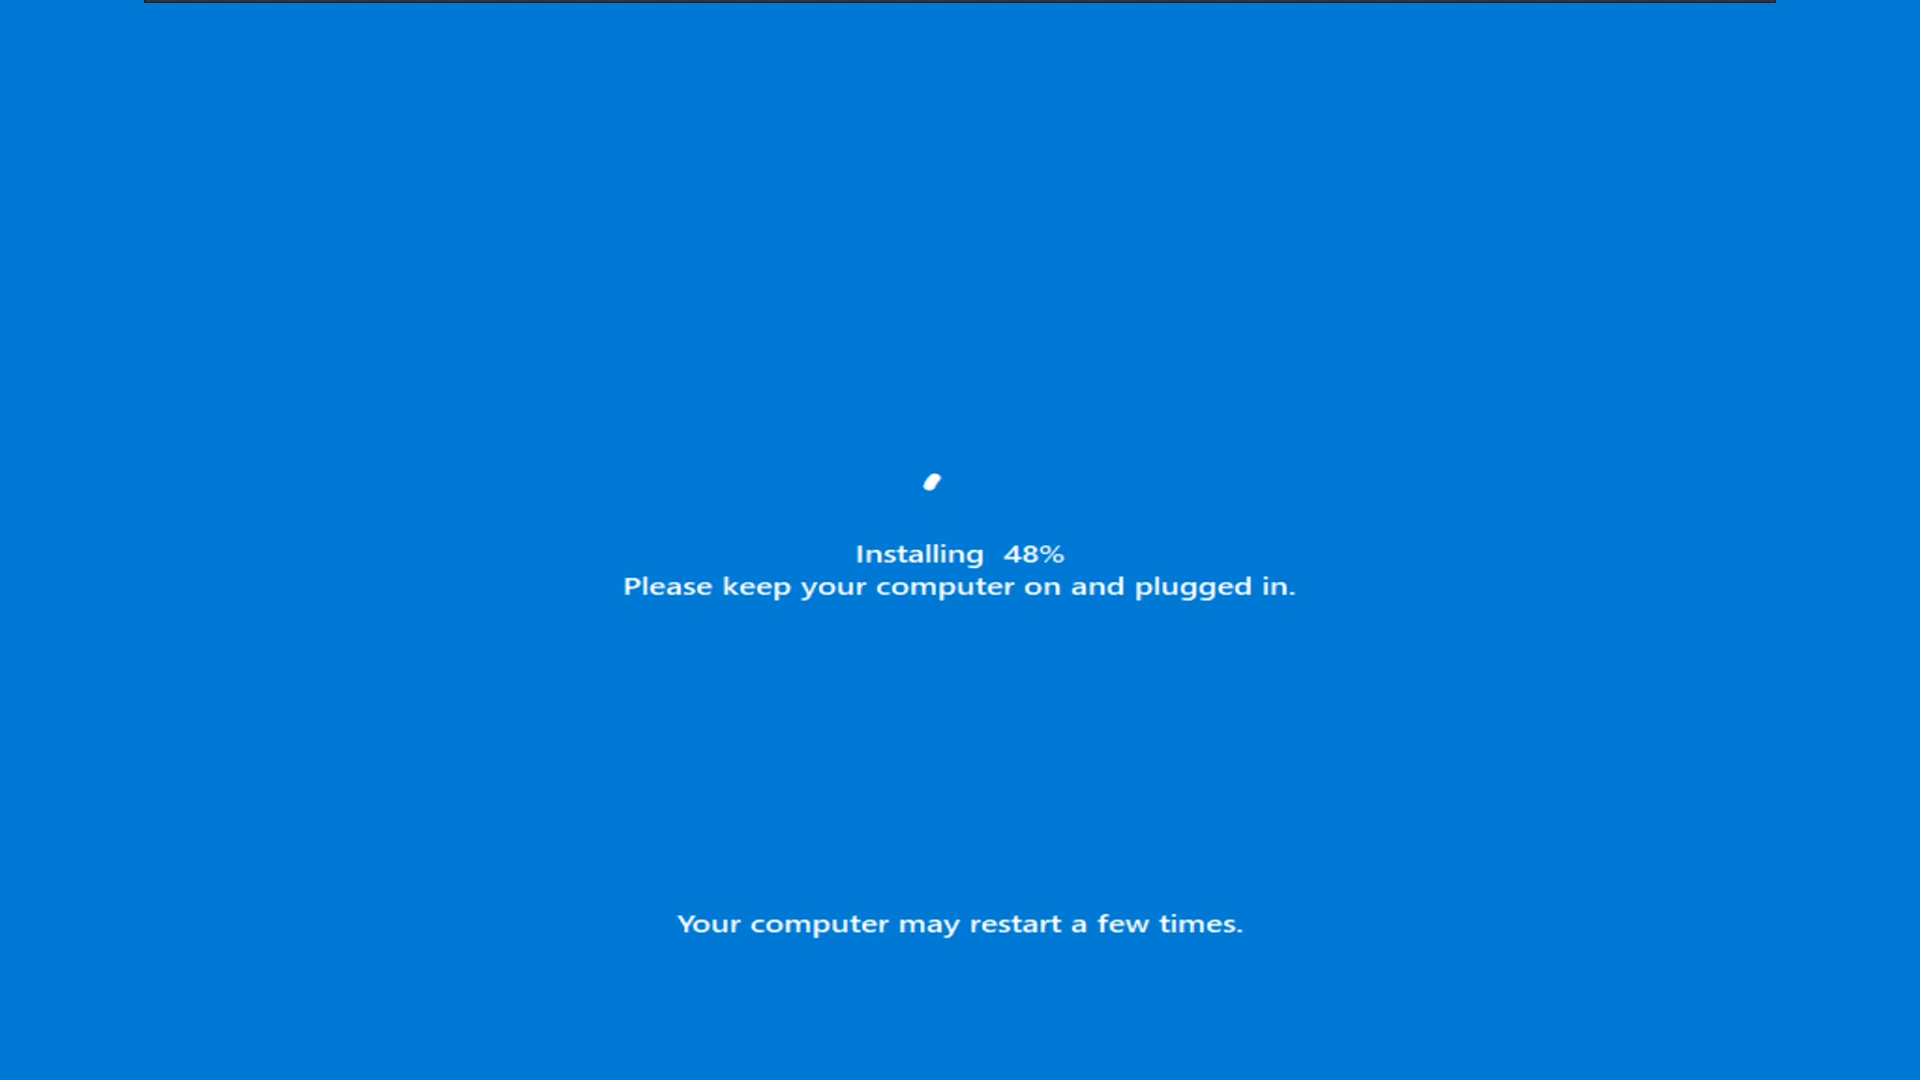 Installing 48%
Please keep your computer on and plugged in.
Your computer may restart a few times.